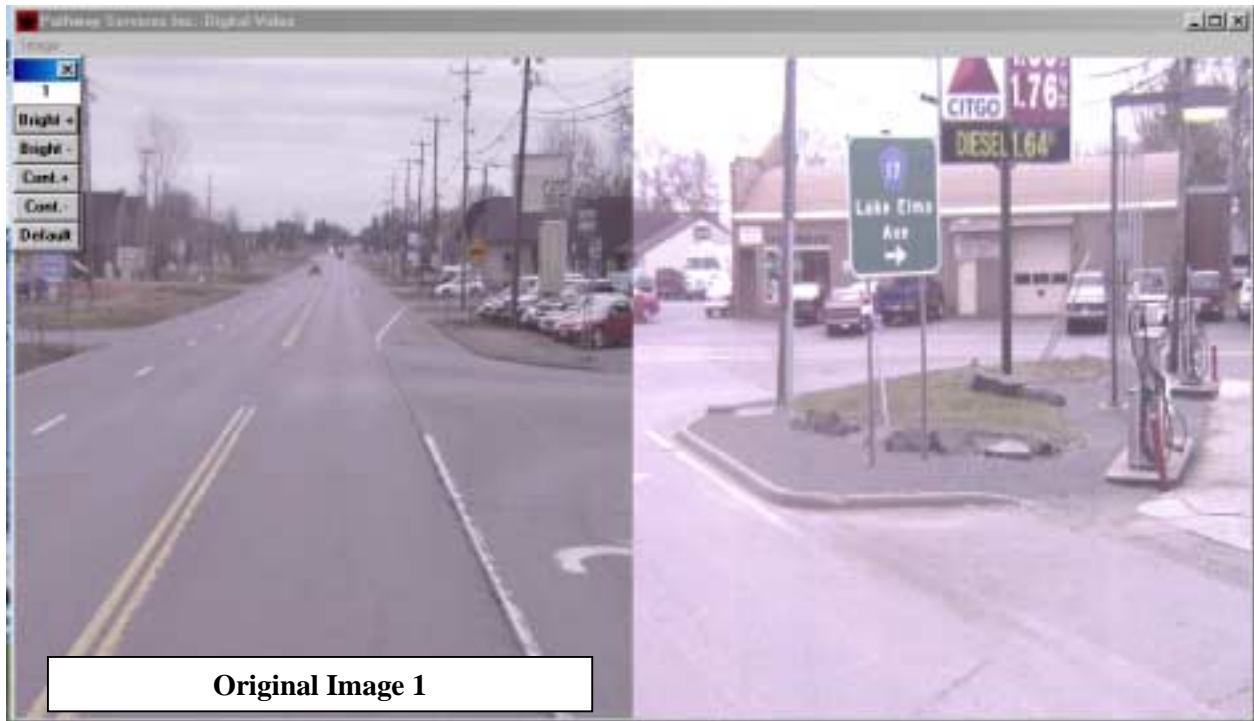 Pathway Services Inc. Digital Video
Image
1
Bright +
Bright -
Cont.+
Cont.-
Default
CITGO
1.76
DIESEL 1.64
17
Lake Elmo
Ave
→
Original Image 1